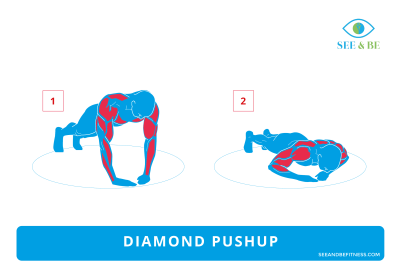 SEE & BE
1
2
DIAMOND PUSHUP
SEEANDBEFITNESS.COM